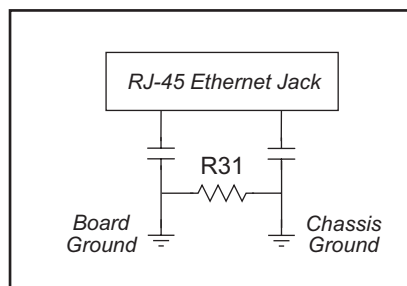 RJ-45 Ethernet Jack
R31
Board
Ground
Chassis
Ground